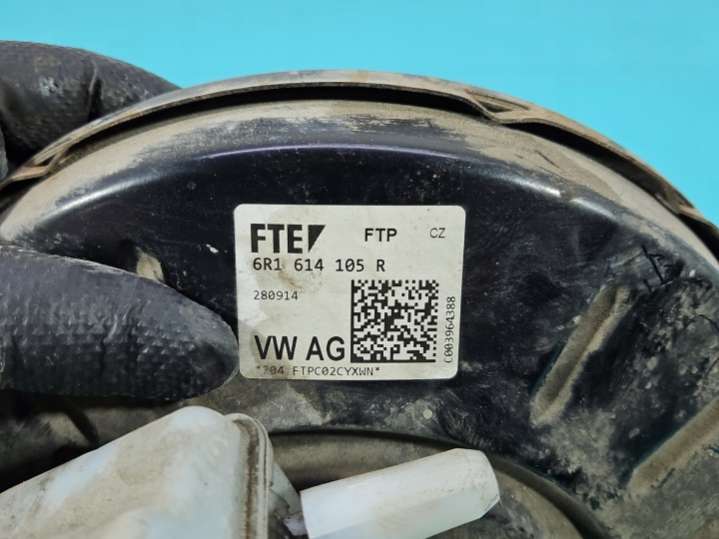 FTE FTP CZ
6R1 614 105 R
280914
VW AG
*704 FTPC02CYXWN*
C003964388